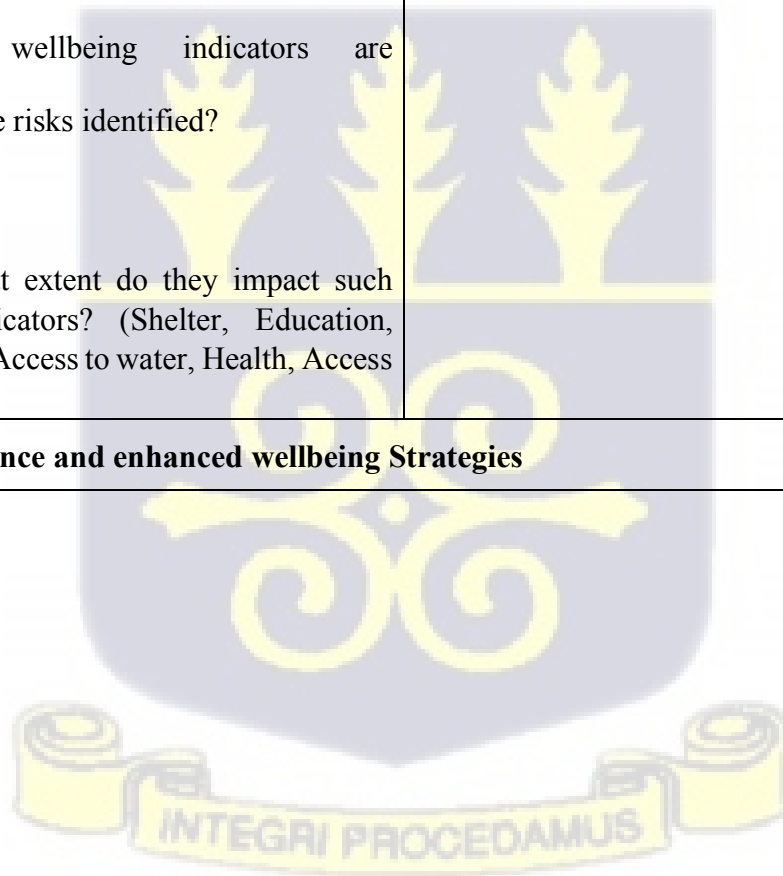 wellbeing indicators are
e risks identified?
t extent do they impact such
icators? (Shelter, Education,
Access to water, Health, Access
nce and enhanced wellbeing Strategies
INTEGRI PROCEDAMUS